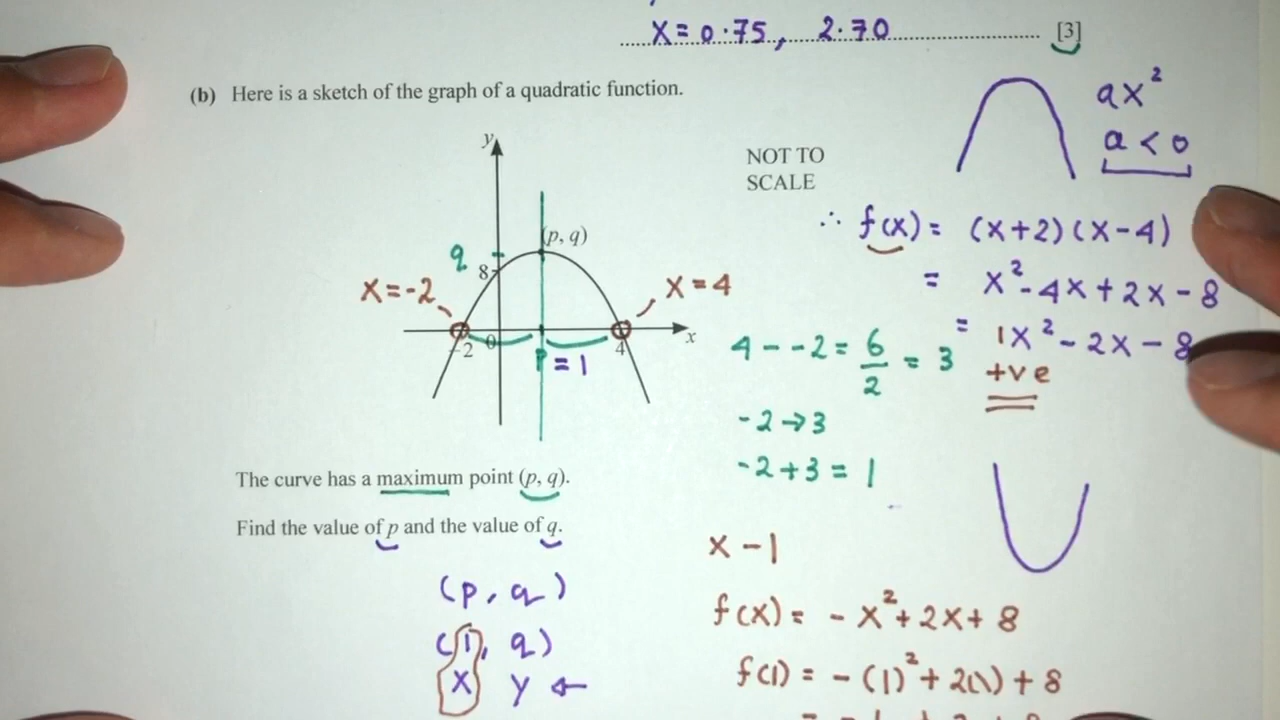 x = 0.75, 2.70 [3]
(b) Here is a sketch of the graph of a quadratic function.
ax²
a < 0
NOT TO
SCALE
y
(p, q)
q
8
x = -2
x = 4
-2
0
4
x
P = 1
∴ f(x) = (x+2)(x-4)
= x² - 4x + 2x - 8
= 1x² - 2x - 8
+ve
4 - -2 = 6/2 = 3
-2 → 3
-2 + 3 = 1
The curve has a maximum point (p, q).
Find the value of p and the value of q.
(p, q)
(1, q)
x y ←
x -1
f(x) = - x² + 2x + 8
f(1) = - (1)² + 2(1) + 8